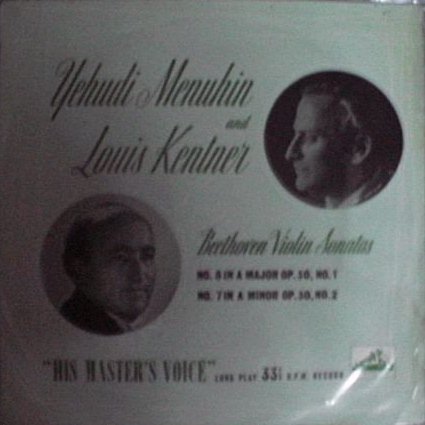 Yehudi Menuhin
and
Louis Kentner
Beethoven Violin Sonatas
NO. 6 IN A MAJOR OP. 30, NO. 1
NO. 7 IN A MINOR OP. 30, NO. 2
"HIS MASTER'S VOICE" LONG PLAY 33⅓ R.P.M. RECORD